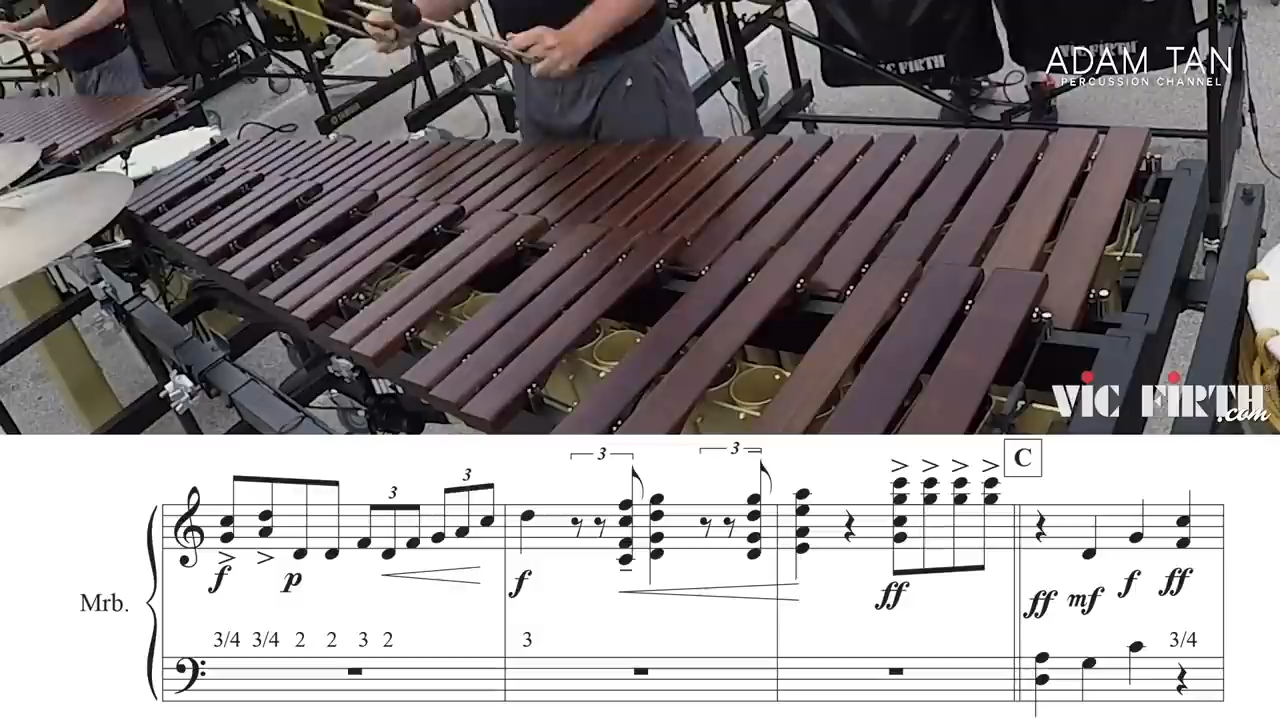 ADAM TAN
PERCUSSION CHANNEL
VIC FIRTH
VIC FIRTH
.com
3 3 C
3 3
f p f ff
Mrb. ff mf f ff
3/4 3/4 2 2 3 2 3 3/4